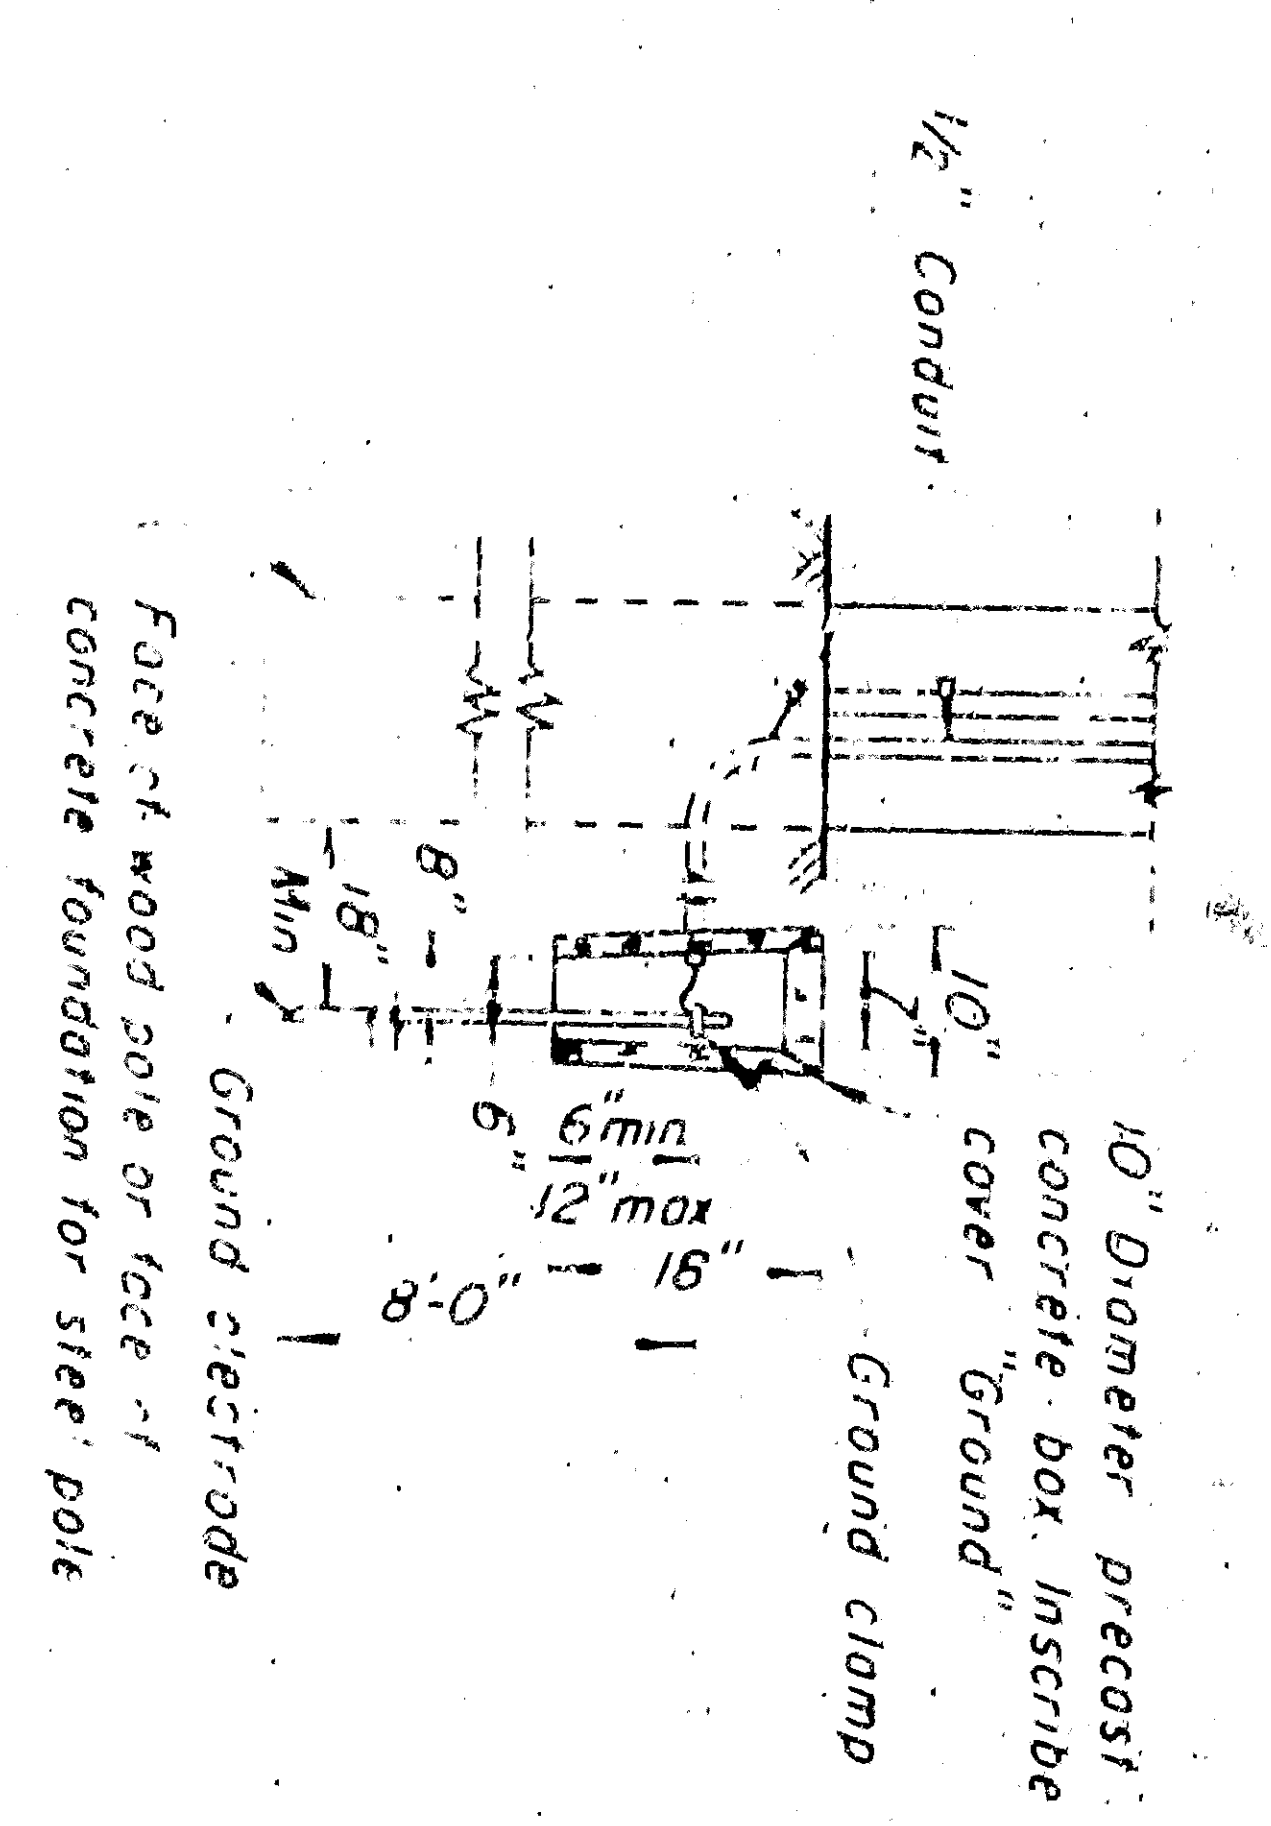 1/2" Conduit
10" Diameter precast
concrete box. Inscribe
cover "Ground"
10"
7"
Ground clamp
16"
6" min
12" max
6"
8'-0"
8"
18"
Min
Ground electrode
Face of wood pole or face of
concrete foundation for steel pole